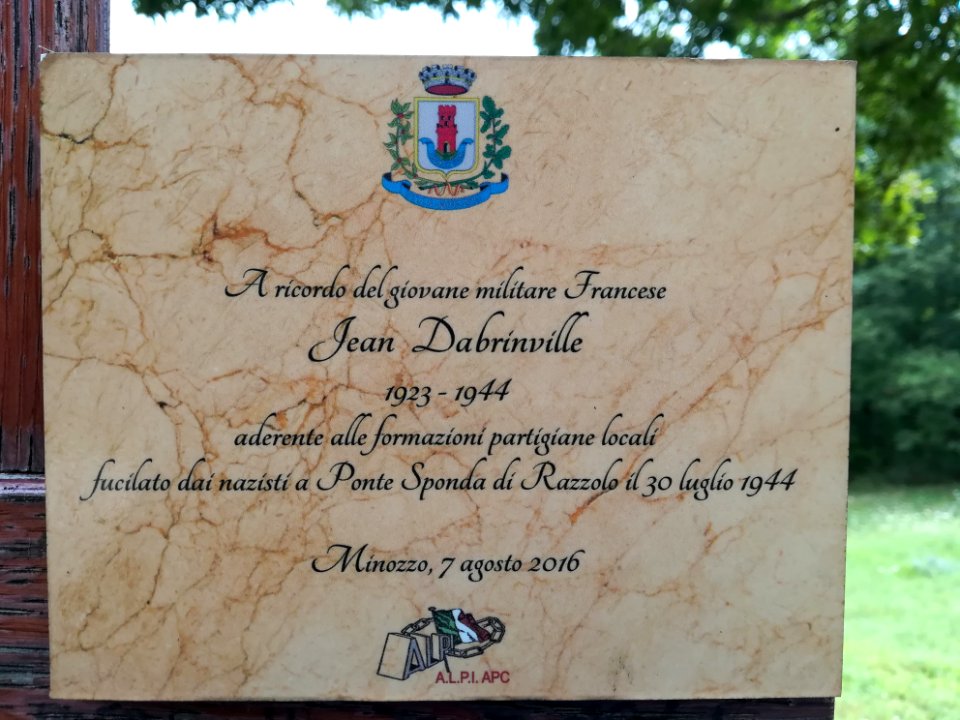 A ricordo del giovane militare Francese
Jean Dabrinville
1923 - 1944
aderente alle formazioni partigiane locali
fucilato dai nazisti a Ponte Sponda di Razzolo il 30 luglio 1944
Minozzo, 7 agosto 2016
ALPI
A.L.P.I. APC